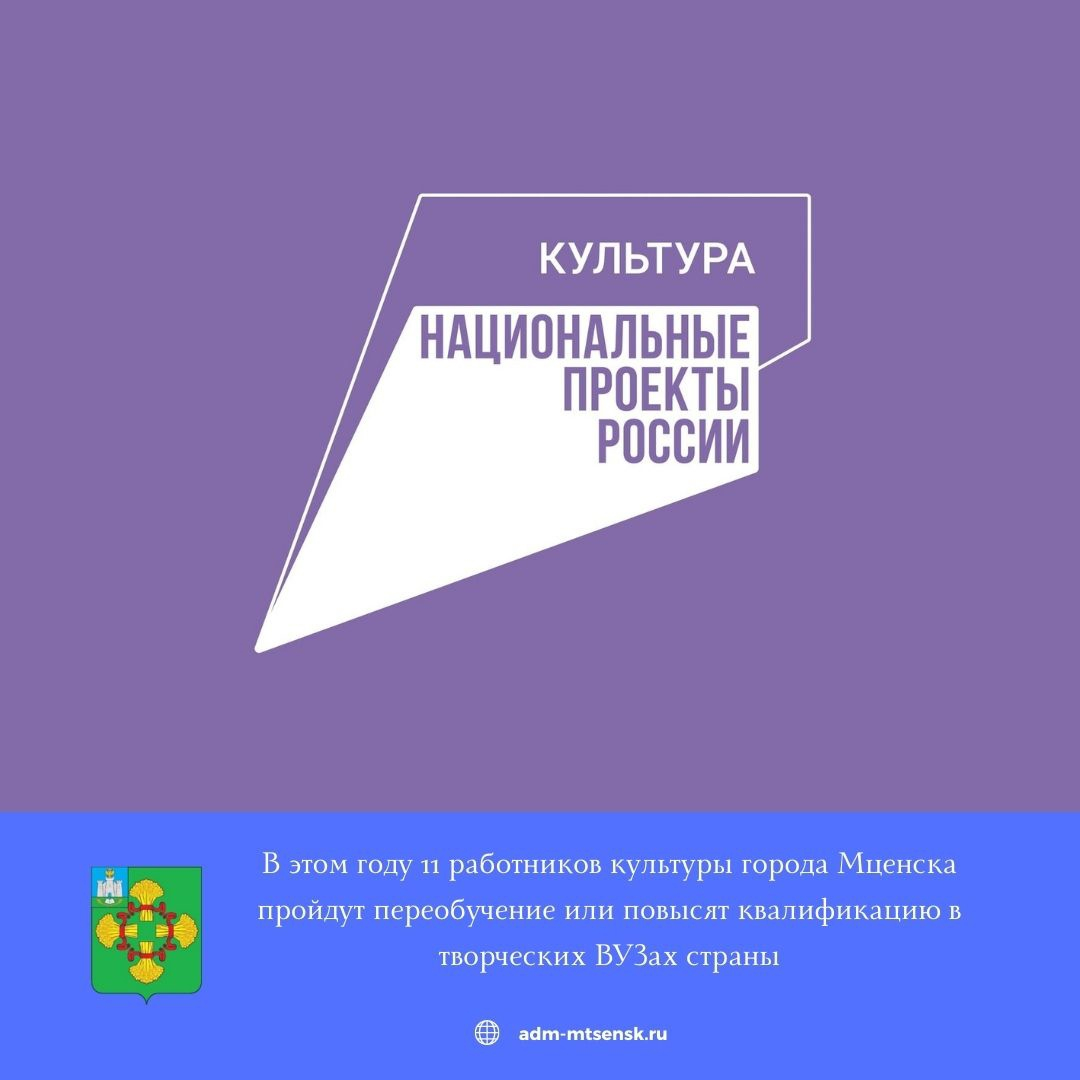 КУЛЬТУРА
НАЦИОНАЛЬНЫЕ
ПРОЕКТЫ
РОССИИ
В этом году 11 работников культуры города Мценска
пройдут переобучение или повысят квалификацию в
творческих ВУЗах страны
adm-mtsensk.ru